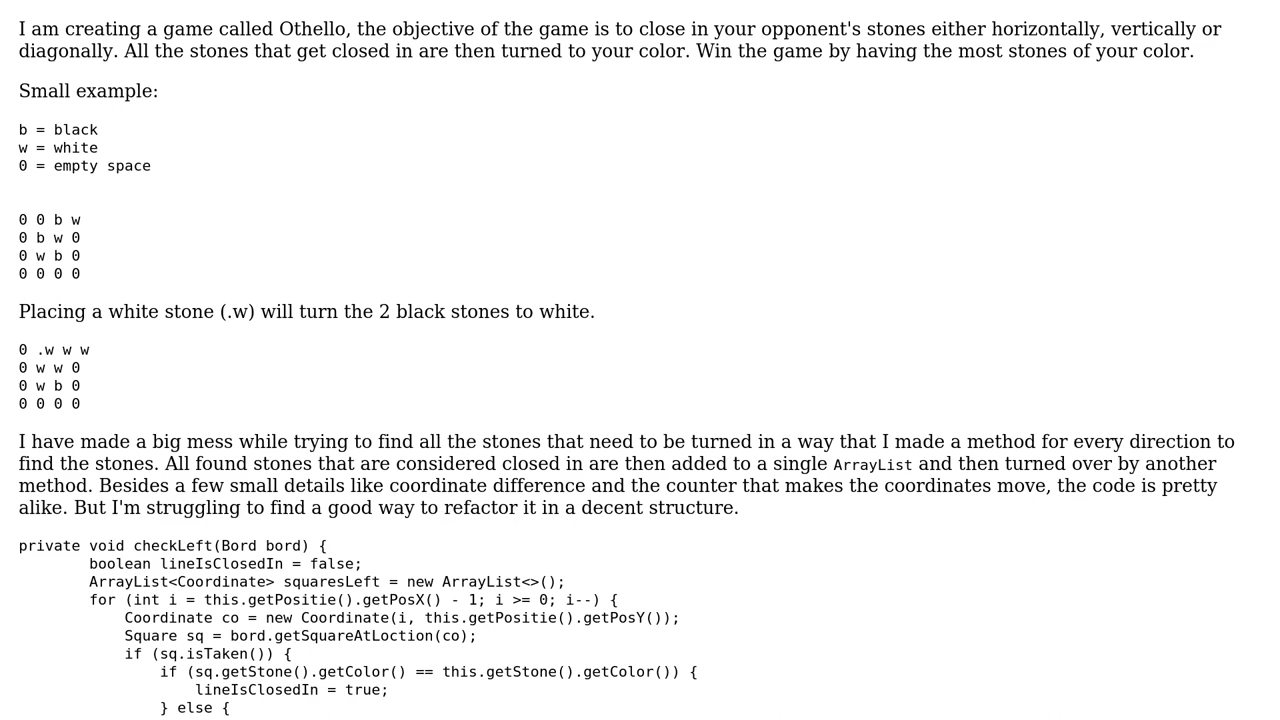 I am creating a game called Othello, the objective of the game is to close in your opponent's stones either horizontally, vertically or
diagonally. All the stones that get closed in are then turned to your color. Win the game by having the most stones of your color.
Small example:
b = black
w = white
0 = empty space
0 0 b w
0 b w 0
0 w b 0
0 0 0 0
Placing a white stone (.w) will turn the 2 black stones to white.
0 .w w w
0 w w 0
0 w b 0
0 0 0 0
I have made a big mess while trying to find all the stones that need to be turned in a way that I made a method for every direction to
find the stones. All found stones that are considered closed in are then added to a single ArrayList and then turned over by another
method. Besides a few small details like coordinate difference and the counter that makes the coordinates move, the code is pretty
alike. But I'm struggling to find a good way to refactor it in a decent structure.
private void checkLeft(Bord bord) {
        boolean lineIsClosedIn = false;
        ArrayList<Coordinate> squaresLeft = new ArrayList<>();
        for (int i = this.getPositie().getPosX() - 1; i >= 0; i--) {
            Coordinate co = new Coordinate(i, this.getPositie().getPosY());
            Square sq = bord.getSquareAtLoction(co);
            if (sq.isTaken()) {
                if (sq.getStone().getColor() == this.getStone().getColor()) {
                    lineIsClosedIn = true;
                } else {